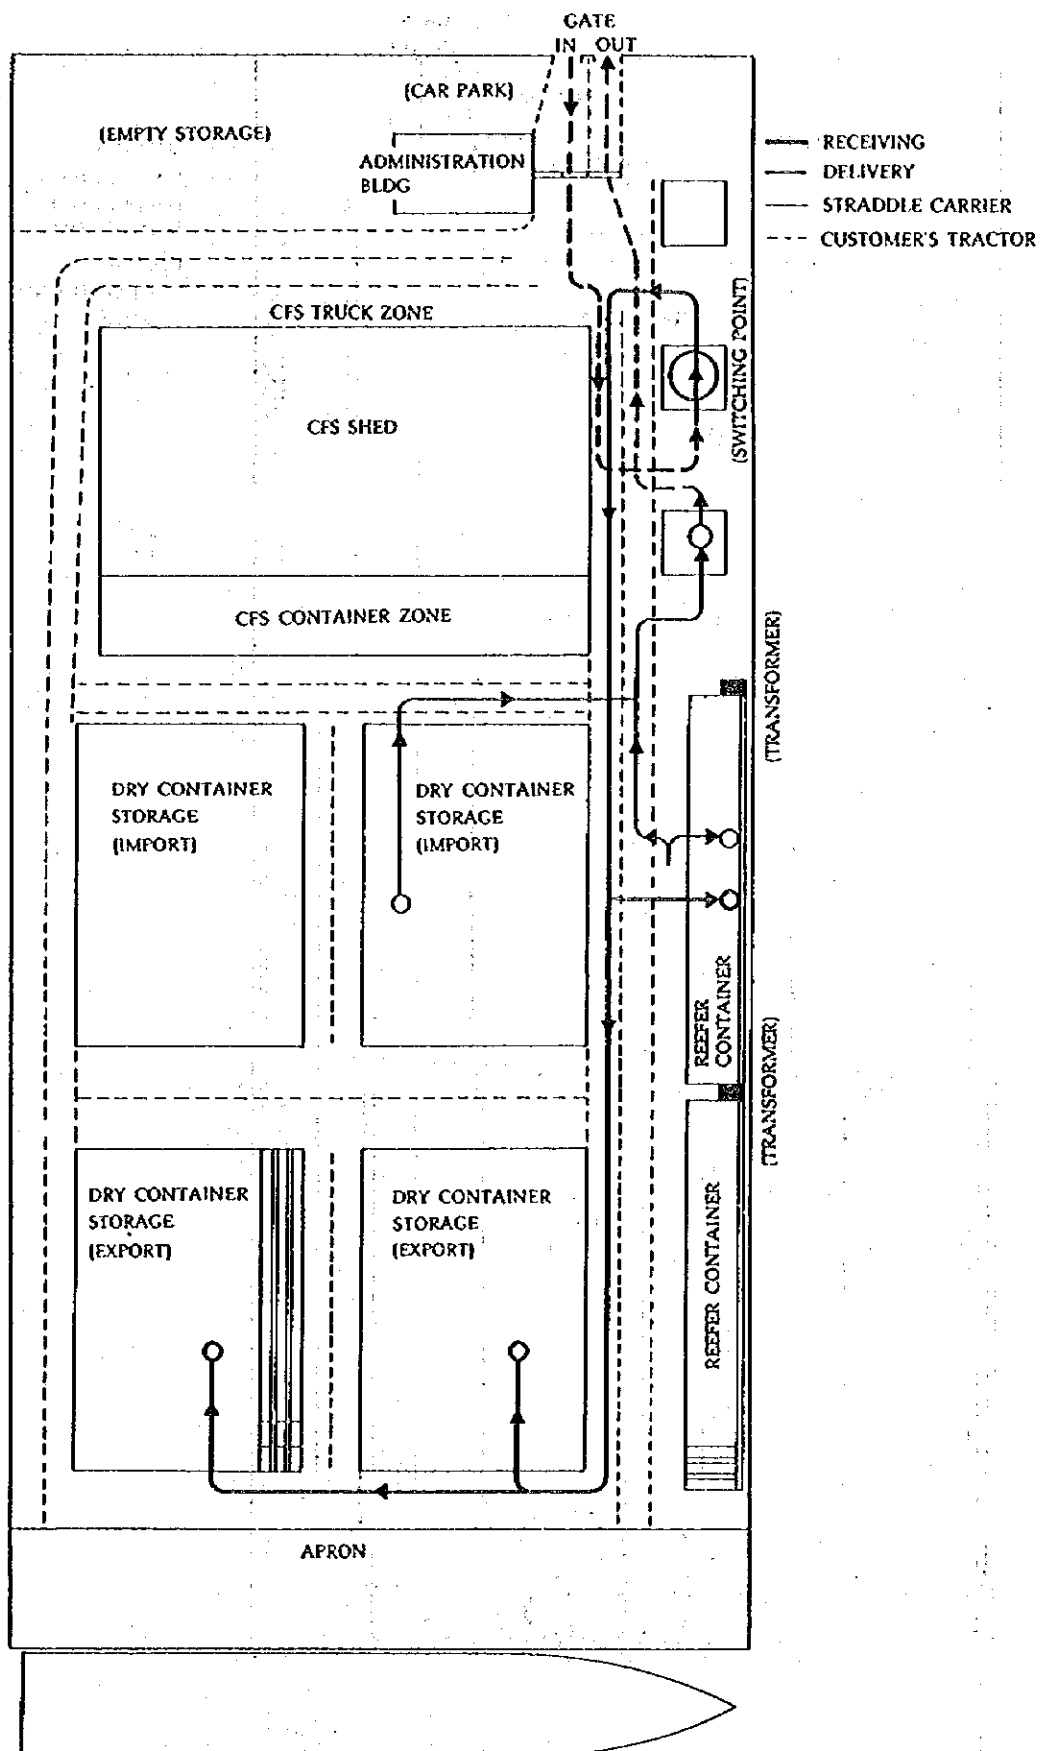 GATE
IN OUT
(CAR PARK)
(EMPTY STORAGE)
ADMINISTRATION
BLDG
RECEIVING
DELIVERY
STRADDLE CARRIER
CUSTOMER'S TRACTOR
CFS TRUCK ZONE
(SWITCHING POINT)
CFS SHED
CFS CONTAINER ZONE
(TRANSFORMER)
DRY CONTAINER
STORAGE
(IMPORT)
DRY CONTAINER
STORAGE
(IMPORT)
REEFER
CONTAINER
(TRANSFORMER)
DRY CONTAINER
STORAGE
(EXPORT)
DRY CONTAINER
STORAGE
(EXPORT)
REEFER CONTAINER
APRON